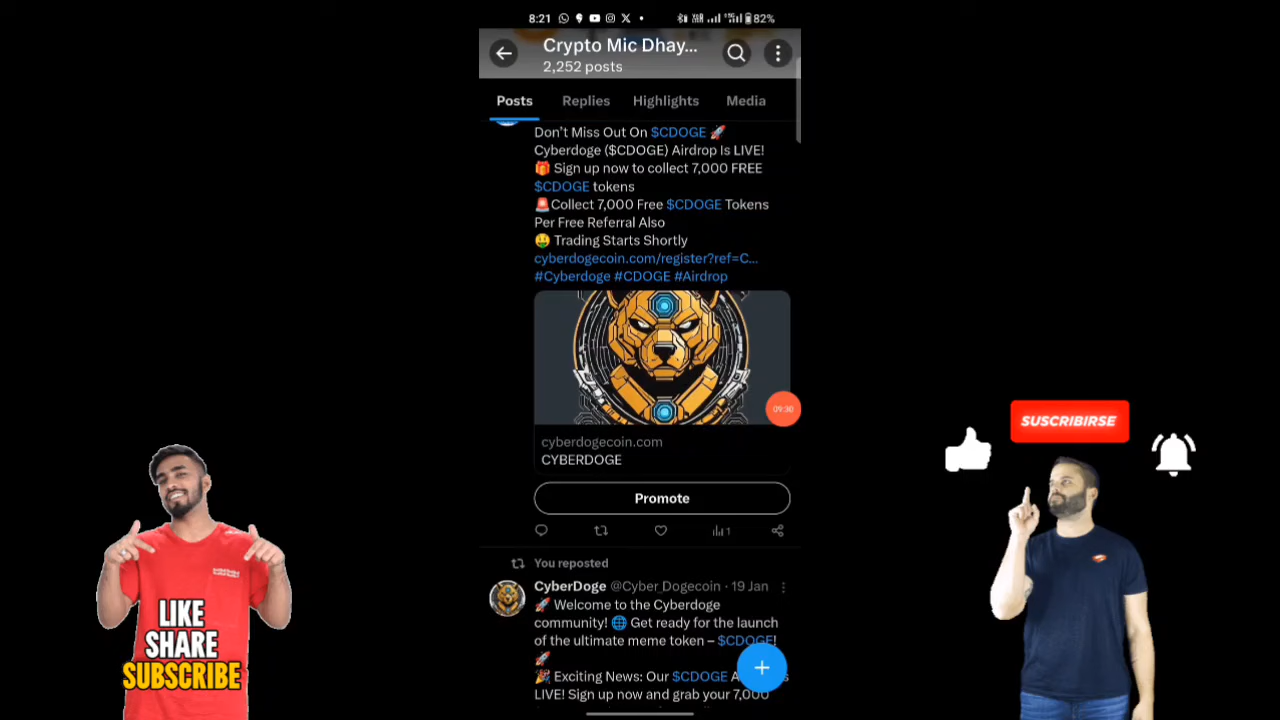 8:21
82%
Crypto Mic Dhay...
2,252 posts
Posts Replies Highlights Media
Don't Miss Out On $CDOGE 🚀
Cyberdoge ($CDOGE) Airdrop Is LIVE!
🎁 Sign up now to collect 7,000 FREE
$CDOGE tokens
🚨Collect 7,000 Free $CDOGE Tokens
Per Free Referral Also
🤑 Trading Starts Shortly
cyberdogecoin.com/register?ref=C...
#Cyberdoge #CDOGE #Airdrop
09:30
cyberdogecoin.com
CYBERDOGE
Promote
1
You reposted
CyberDoge @Cyber_Dogecoin · 19 Jan
🚀 Welcome to the Cyberdoge
community! 🌐 Get ready for the launch
of the ultimate meme token – $CDOGE!
🚀
🎉 Exciting News: Our $CDOGE A
LIVE! Sign up now and grab your 7,000
LIKE
SHARE
SUBSCRIBE
SUSCRIBIRSE